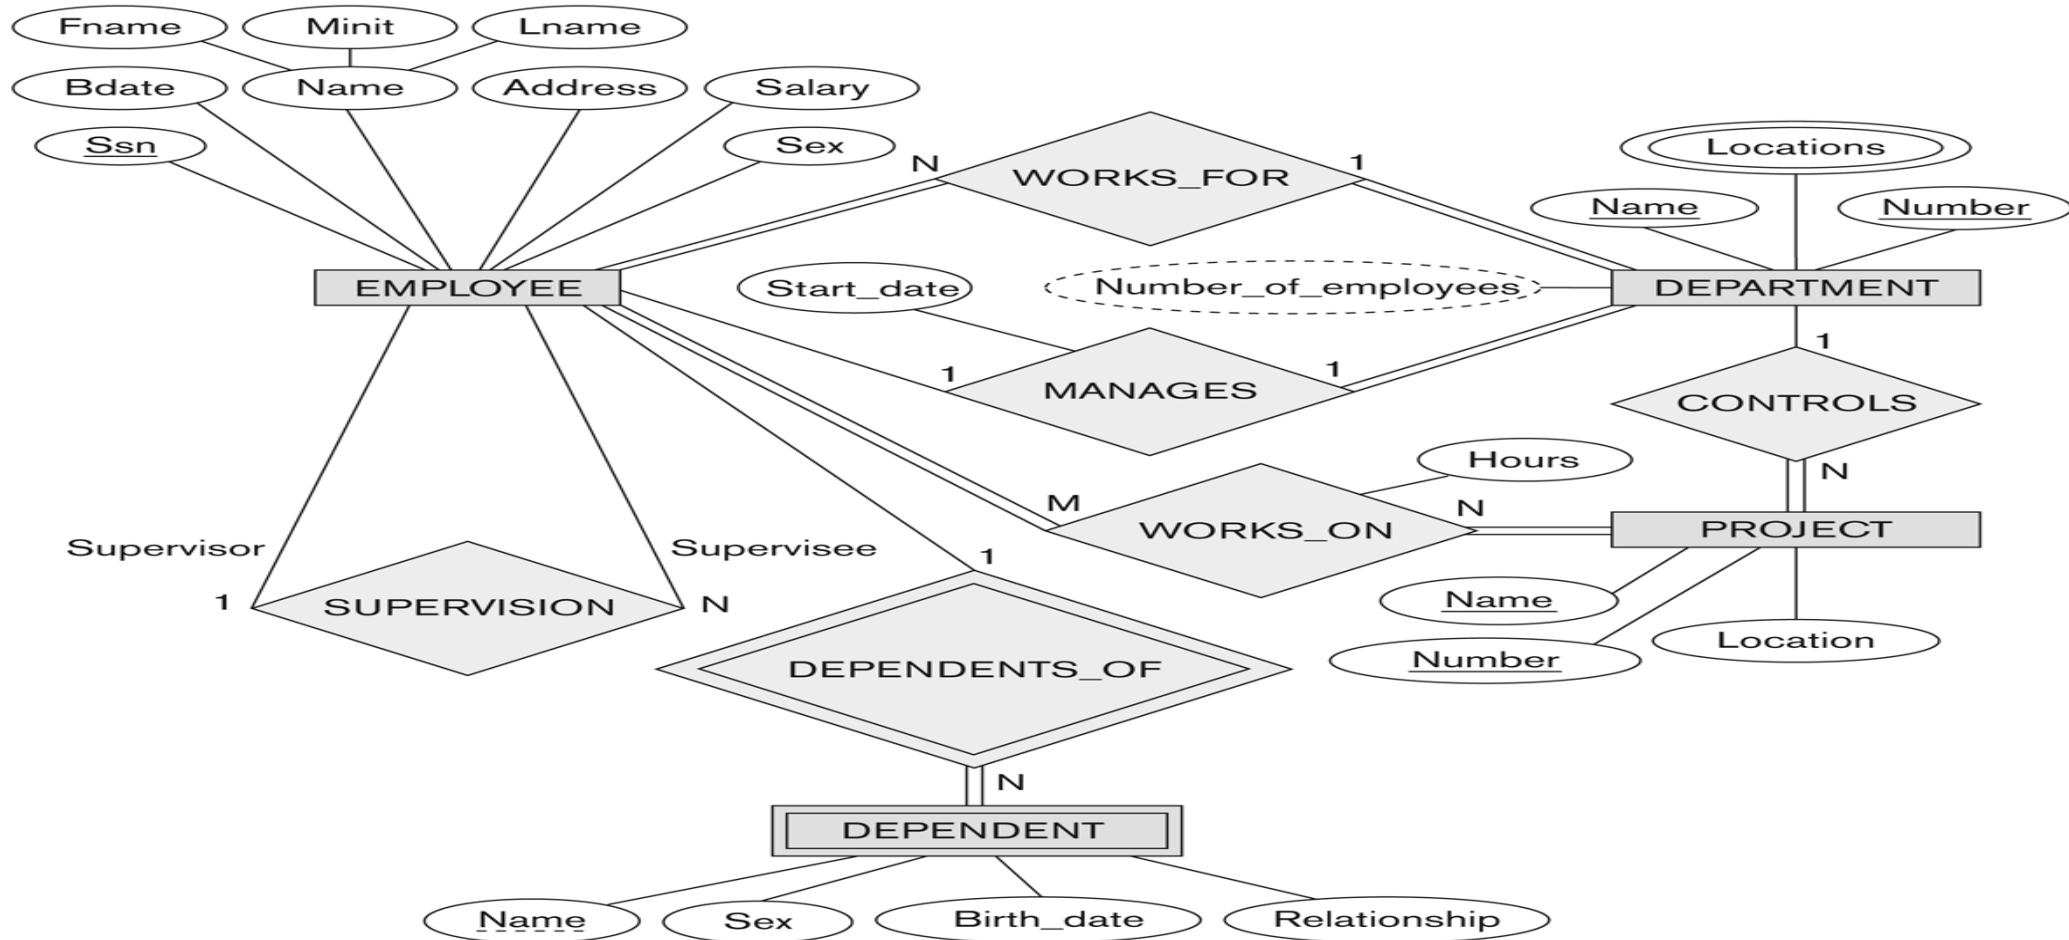 Fname Minit Lname
Bdate Name Address Salary
Ssn Sex
N WORKS_FOR 1
Locations
Name Number
EMPLOYEE Start_date Number_of_employees DEPARTMENT
1 MANAGES 1
1
CONTROLS
N
Hours
M WORKS_ON N
PROJECT
Name
Number
Location
Supervisor Supervisee
1 SUPERVISION N
1
DEPENDENTS_OF
N
DEPENDENT
Name Sex Birth_date Relationship